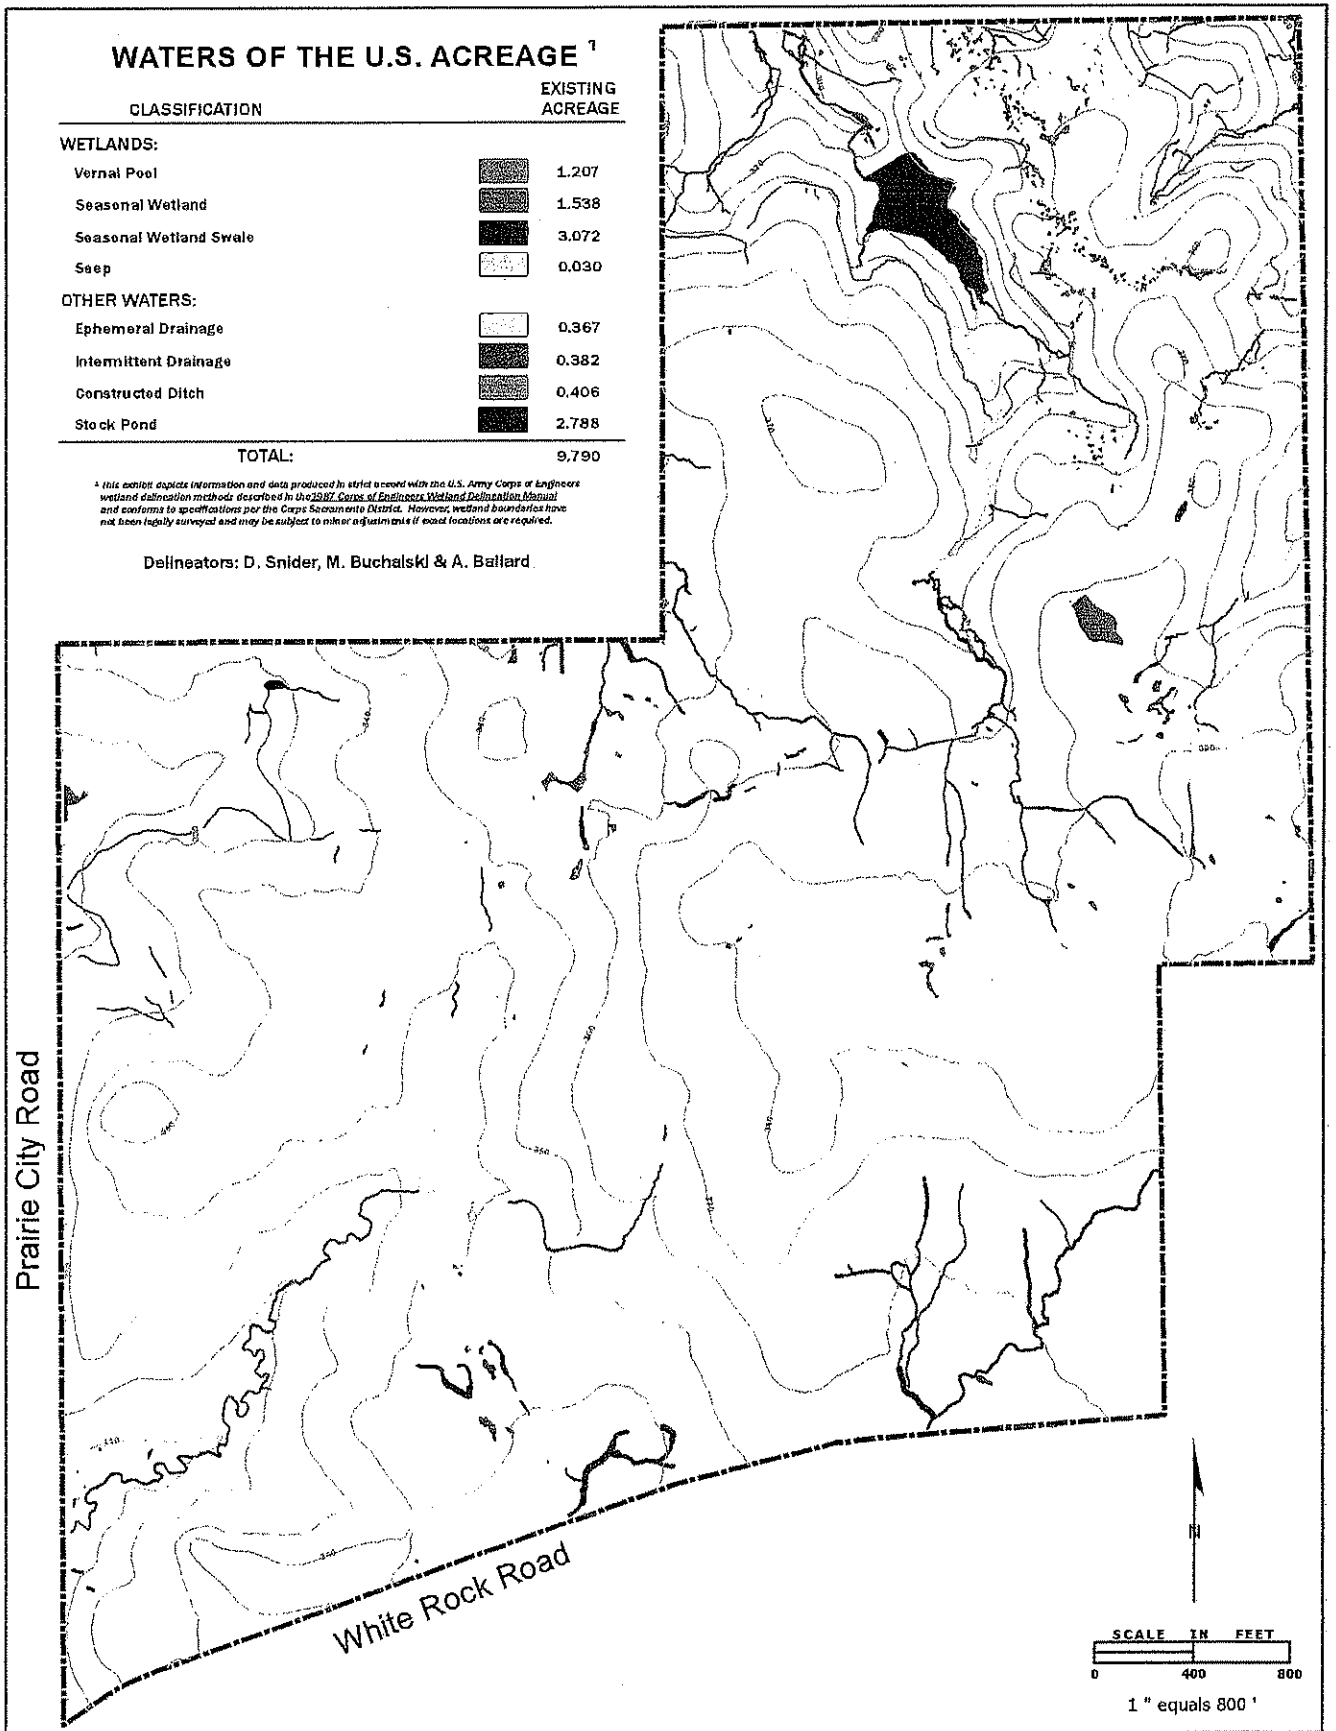 WATERS OF THE U.S. ACREAGE 1
CLASSIFICATION
EXISTING
ACREAGE
WETLANDS:
Vernal Pool 1.207
Seasonal Wetland 1.538
Seasonal Wetland Swale 3.072
Seep 0.030
OTHER WATERS:
Ephemeral Drainage 0.367
Intermittent Drainage 0.382
Constructed Ditch 0.406
Stock Pond 2.788
TOTAL: 9.790
1 this exhibit depicts information and data produced in strict accord with the U.S. Army Corps of Engineers
wetland delineation methods described in the 1987 Corps of Engineers Wetland Delineation Manual
and conforms to specifications per the Corps Sacramento District. However, wetland boundaries have
not been legally surveyed and may be subject to minor adjustments if exact locations are required.
Delineators: D. Snider, M. Buchalski & A. Ballard
340
360
350
Prairie City Road
White Rock Road
N
SCALE IN FEET
0 400 800
1 " equals 800 '